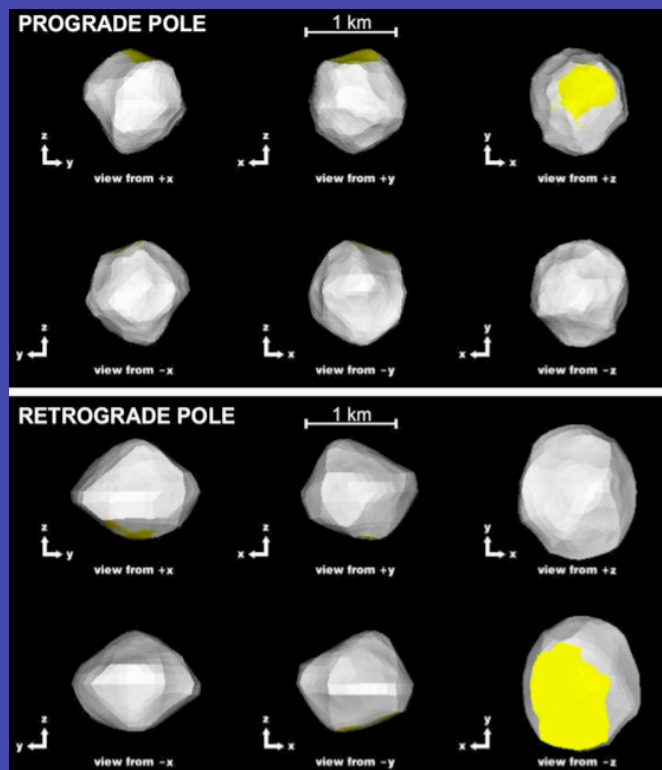 PROGRADE POLE
1 km
z
z
y
y
x
x
view from +x
view from +y
view from +z
z
z
y
y
x
x
view from −x
view from −y
view from −z
RETROGRADE POLE
1 km
z
z
y
y
x
x
view from +x
view from +y
view from +z
z
z
y
y
x
x
view from −x
view from −y
view from −z